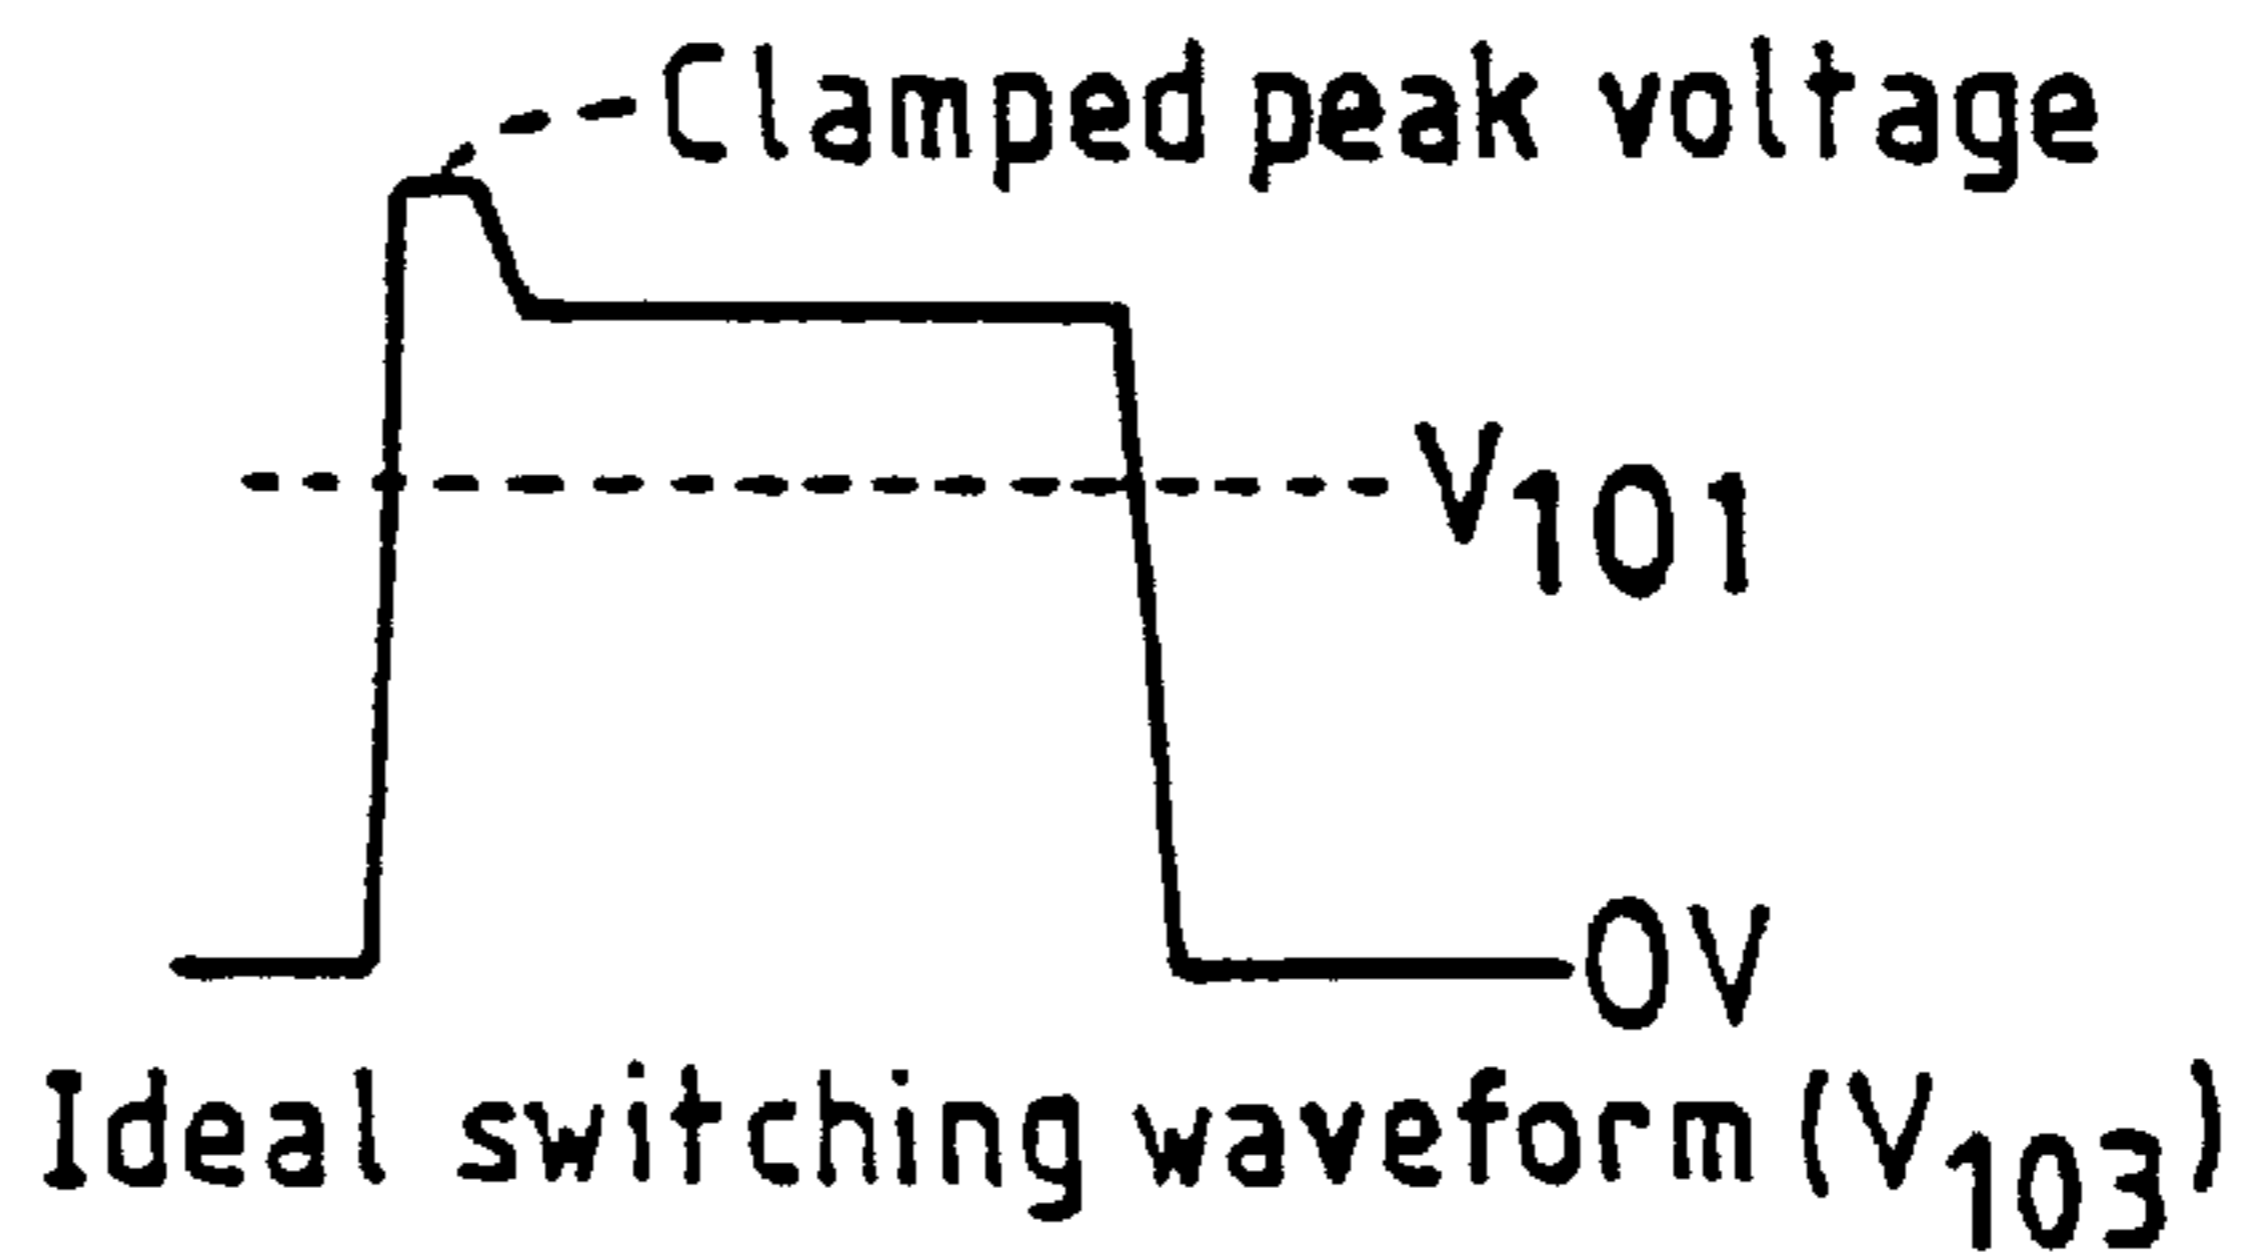 Clamped peak voltage
V101
0V
Ideal switching waveform (V103)